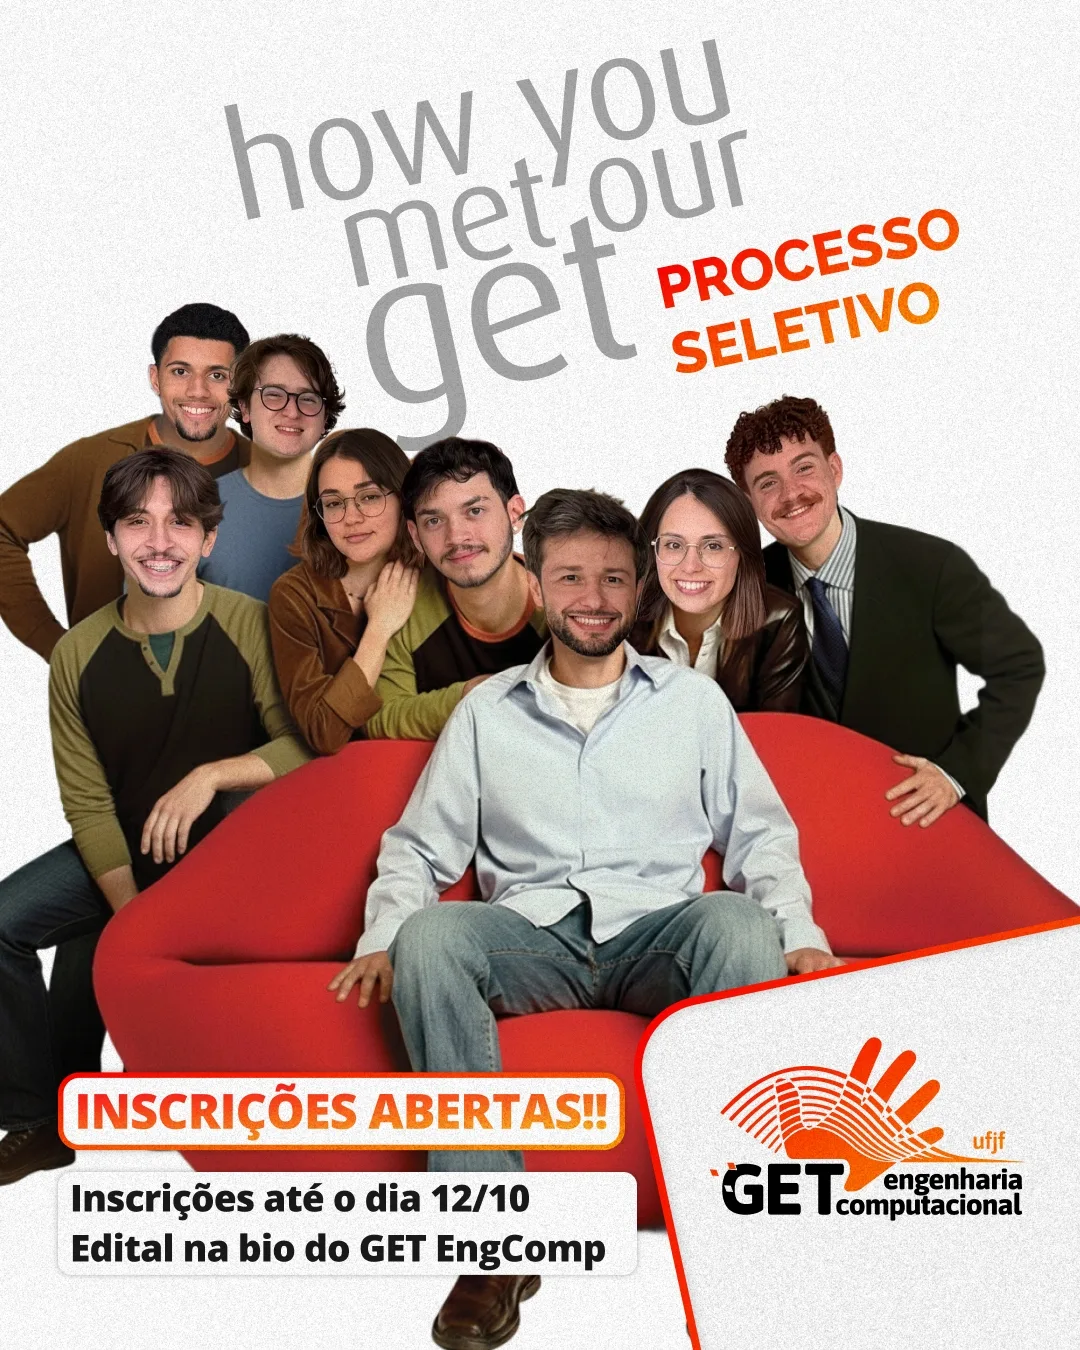 how you
met our
get
PROCESSO
SELETIVO
INSCRIÇÕES ABERTAS!!
Inscrições até o dia 12/10
Edital na bio do GET EngComp
ufjf
GET engenharia
computacional